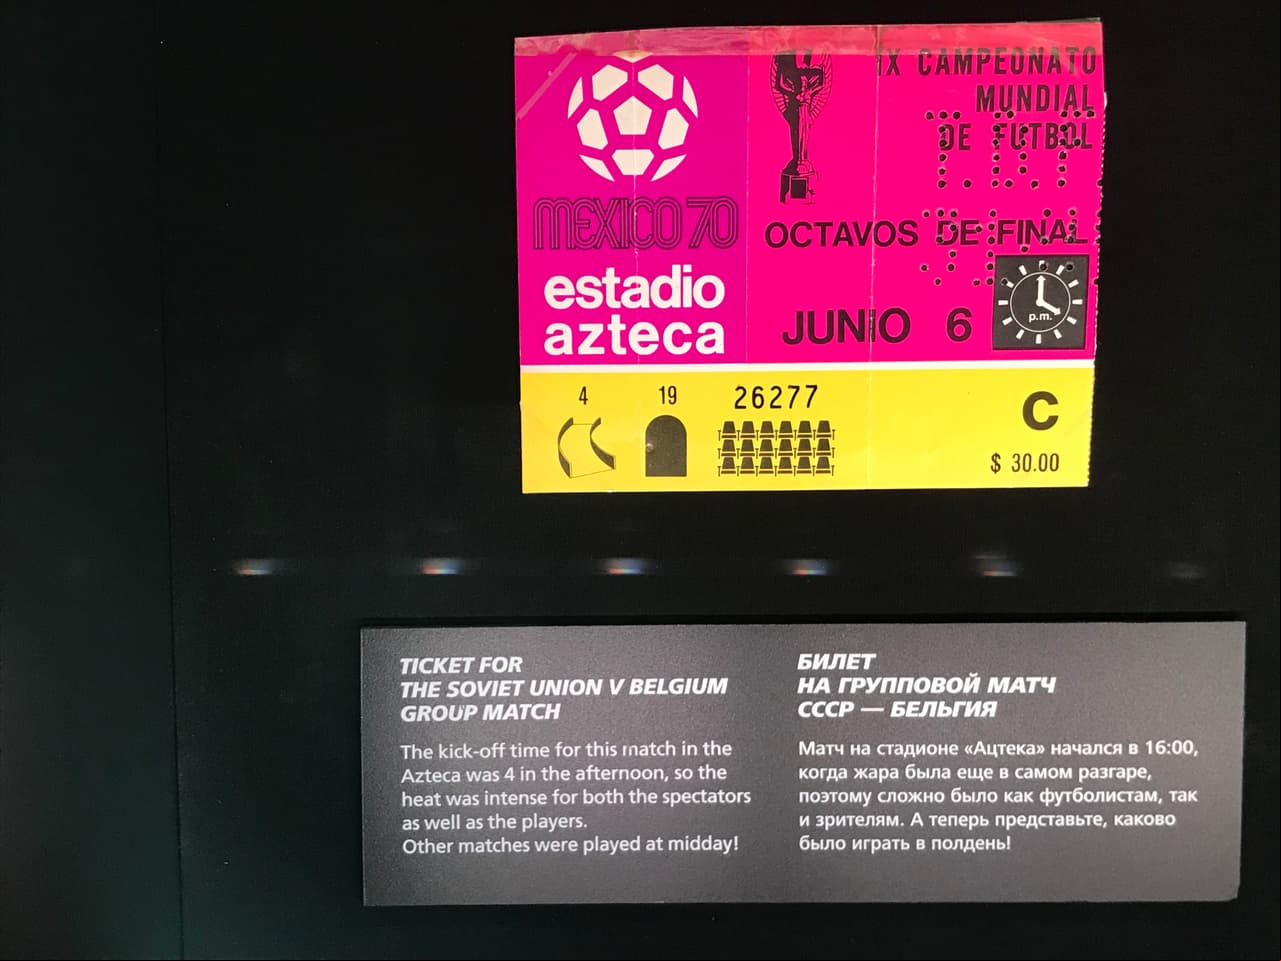 MEXICO 70
estadio
azteca
IX CAMPEONATO
MUNDIAL
DE FUTBOL
OCTAVOS DE FINAL
JUNIO 6
p.m.
4 19 26277
C
$ 30.00
TICKET FOR
THE SOVIET UNION V BELGIUM
GROUP MATCH
The kick-off time for this match in the
Azteca was 4 in the afternoon, so the
heat was intense for both the spectators
as well as the players.
Other matches were played at midday!
БИЛЕТ
НА ГРУППОВОЙ МАТЧ
СССР — БЕЛЬГИЯ
Матч на стадионе «Ацтека» начался в 16:00,
когда жара была еще в самом разгаре,
поэтому сложно было как футболистам, так
и зрителям. А теперь представьте, каково
было играть в полдень!